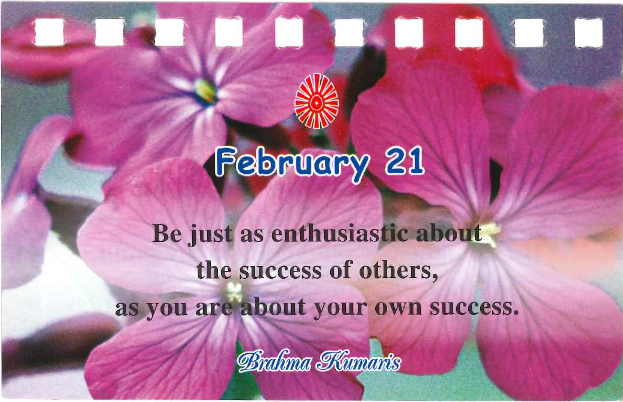 February 21
Be just as enthusiastic about
the success of others,
as you are about your own success.
Brahma Kumaris